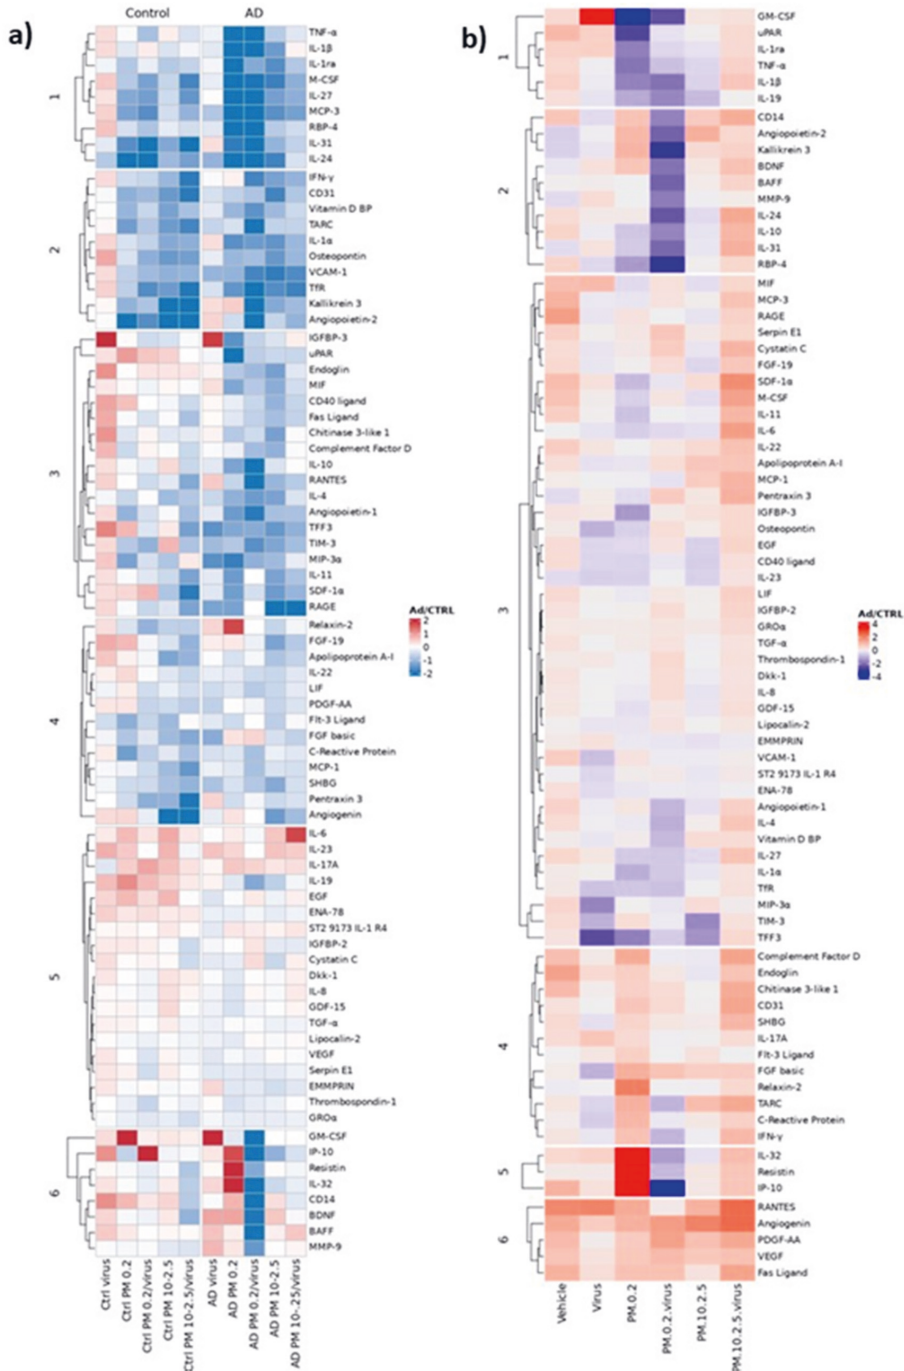 a)
Control AD
1
TNF-α
IL-1β
IL-1ra
M-CSF
IL-27
MCP-3
RBP-4
IL-31
IL-24
2
IFN-γ
CD31
Vitamin D BP
TARC
IL-1α
Osteopontin
VCAM-1
TfR
Kallikrein 3
Angiopoietin-2
3
IGFBP-3
uPAR
Endoglin
MIF
CD40 ligand
Fas Ligand
Chitinase 3-like 1
Complement Factor D
IL-10
RANTES
IL-4
Angiopoietin-1
TFF3
TIM-3
MIP-3α
IL-11
SDF-1α
RAGE
4
Relaxin-2
FGF-19
Apolipoprotein A-I
IL-22
LIF
PDGF-AA
Flt-3 Ligand
FGF basic
C-Reactive Protein
MCP-1
SHBG
Pentraxin 3
Angiogenin
5
IL-6
IL-23
IL-17A
IL-19
EGF
ENA-78
ST2 9173 IL-1 R4
IGFBP-2
Cystatin C
Dkk-1
IL-8
GDF-15
TGF-α
Lipocalin-2
VEGF
Serpin E1
EMMPRIN
Thrombospondin-1
GROα
6
GM-CSF
IP-10
Resistin
IL-32
CD14
BDNF
BAFF
MMP-9
Ctrl virus
Ctrl PM 0.2
Ctrl PM 0.2/virus
Ctrl PM 10-2.5
Ctrl PM 10-2.5/virus
AD virus
AD PM 0.2
AD PM 0.2/virus
AD PM 10-2.5
AD PM 10-.25/virus
Ad/CTRL
2
1
0
-1
-2
b)
1
GM-CSF
uPAR
IL-1ra
TNF-α
IL-1β
IL-19
2
CD14
Angiopoietin-2
Kallikrein 3
BDNF
BAFF
MMP-9
IL-24
IL-10
IL-31
RBP-4
3
MIF
MCP-3
RAGE
Serpin E1
Cystatin C
FGF-19
SDF-1α
M-CSF
IL-11
IL-6
IL-22
Apolipoprotein A-I
MCP-1
Pentraxin 3
IGFBP-3
Osteopontin
EGF
CD40 ligand
IL-23
LIF
IGFBP-2
GROα
TGF-α
Thrombospondin-1
Dkk-1
IL-8
GDF-15
Lipocalin-2
EMMPRIN
VCAM-1
ST2 9173 IL-1 R4
ENA-78
Angiopoietin-1
IL-4
Vitamin D BP
IL-27
IL-1α
TfR
MIP-3α
TIM-3
TFF3
4
Complement Factor D
Endoglin
Chitinase 3-like 1
CD31
SHBG
IL-17A
Flt-3 Ligand
FGF basic
Relaxin-2
TARC
C-Reactive Protein
IFN-γ
5
IL-32
Resistin
IP-10
6
RANTES
Angiogenin
PDGF-AA
VEGF
Fas Ligand
Vehicle
Virus
PM.0.2
PM.0.2.virus
PM.10.2.5
PM.10.2.5.virus
Ad/CTRL
4
2
0
-2
-4